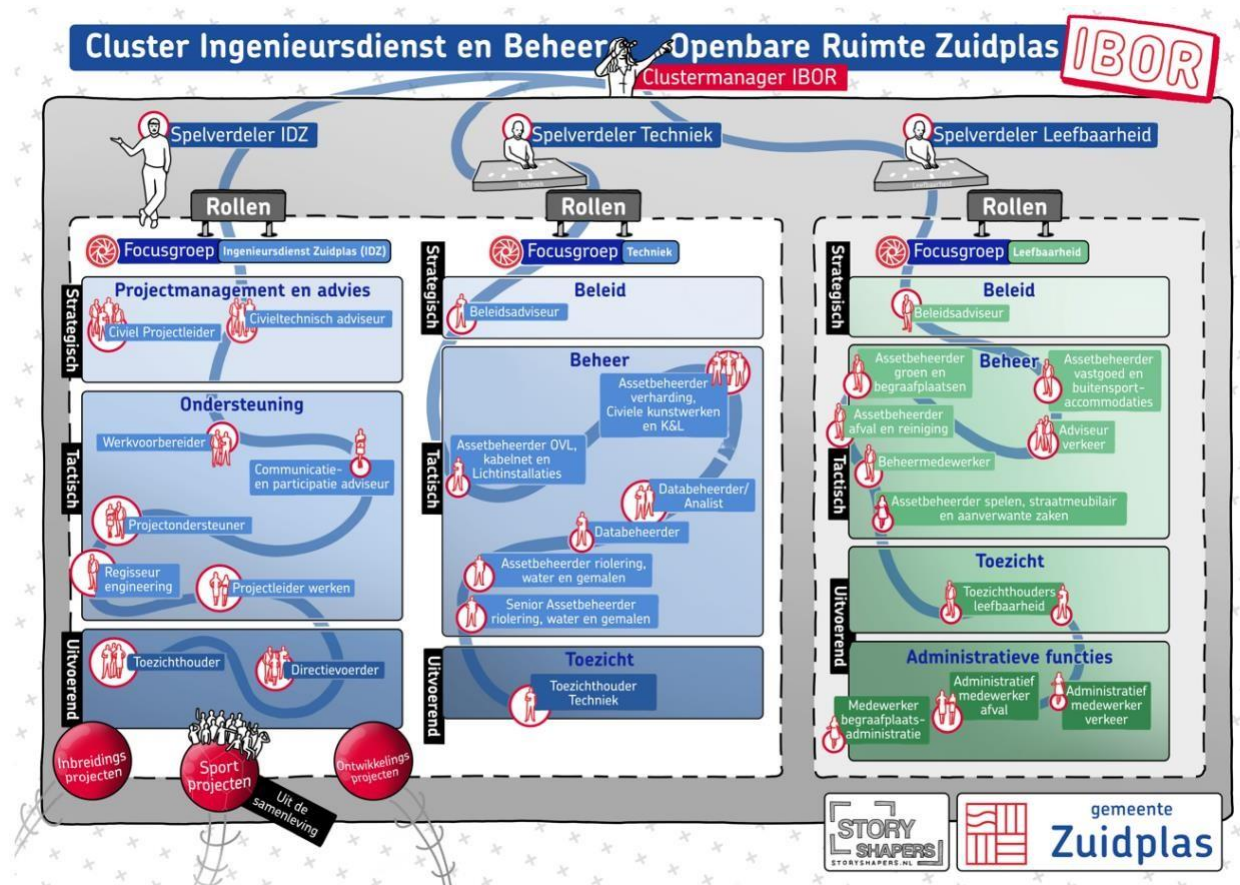 Cluster Ingenieursdienst en Beheer Openbare Ruimte Zuidplas
IBOR
Clustermanager IBOR
Spelverdeler IDZ
Spelverdeler Techniek
Spelverdeler Leefbaarheid
Techniek
Leefbaarheid
Rollen
Focusgroep Ingenieursdienst Zuidplas (IDZ)
Strategisch
Projectmanagement en advies
Civiel Projectleider
Civieltechnisch adviseur
Tactisch
Ondersteuning
Werkvoorbereider
Communicatie-
en participatie adviseur
Projectondersteuner
Regisseur
engineering
Projectleider werken
Uitvoerend
Toezichthouder
Directievoerder
Inbreidings
projecten
Sport
projecten
Uit de
samenleving
Ontwikkelings
projecten
Rollen
Focusgroep Techniek
Strategisch
Beleid
Beleidsadviseur
Tactisch
Beheer
Assetbeheerder
verharding,
Civiele kunstwerken
en K&L
Assetbeheerder OVL,
kabelnet en
Lichtinstallaties
Databeheerder/
Analist
Databeheerder
Assetbeheerder riolering,
water en gemalen
Senior Assetbeheerder
riolering, water en gemalen
Uitvoerend
Toezicht
Toezichthouder
Techniek
Rollen
Focusgroep Leefbaarheid
Strategisch
Beleid
Beleidsadviseur
Tactisch
Beheer
Assetbeheerder
groen en
begraafplaatsen
Assetbeheerder
vastgoed en
buitensport-
accommodaties
Assetbeheerder
afval en reiniging
Adviseur
verkeer
Beheermedewerker
Assetbeheerder spelen, straatmeubilair
en aanverwante zaken
Uitvoerend
Toezicht
Toezichthouders
leefbaarheid
Administratieve functies
Medewerker
begraafplaats-
administratie
Administratief
medewerker
afval
Administratief
medewerker
verkeer
STORY
SHAPERS
STORYSHAPERS.NL
gemeente
Zuidplas